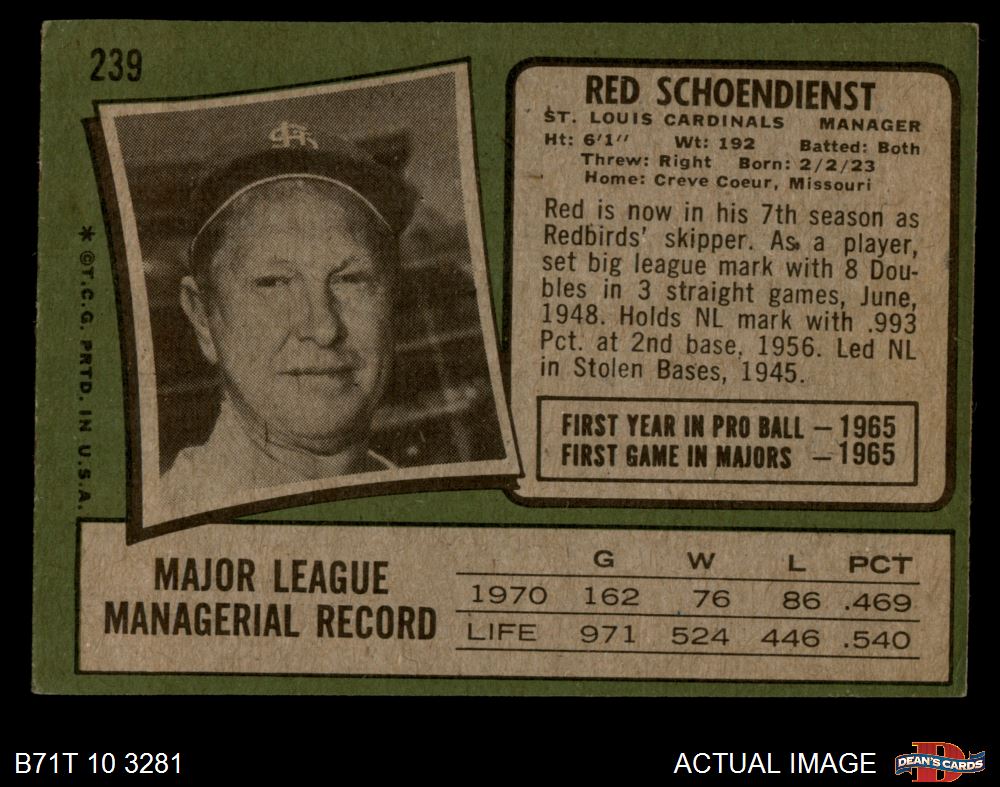 239
RED SCHOENDIENST
ST. LOUIS CARDINALS MANAGER
Ht: 6'1" Wt: 192 Batted: Both
Threw: Right Born: 2/2/23
Home: Creve Coeur, Missouri
Red is now in his 7th season as
Redbirds' skipper. As a player,
set big league mark with 8 Dou-
bles in 3 straight games, June,
1948. Holds NL mark with .993
Pct. at 2nd base, 1956. Led NL
in Stolen Bases, 1945.
FIRST YEAR IN PRO BALL — 1965
FIRST GAME IN MAJORS — 1965
* ©T.C.G. PRTD. IN U.S.A.
MAJOR LEAGUE
MANAGERIAL RECORD
G W L PCT
1970 162 76 86 .469
LIFE 971 524 446 .540
B71T 10 3281
ACTUAL IMAGE
DEAN'S CARDS